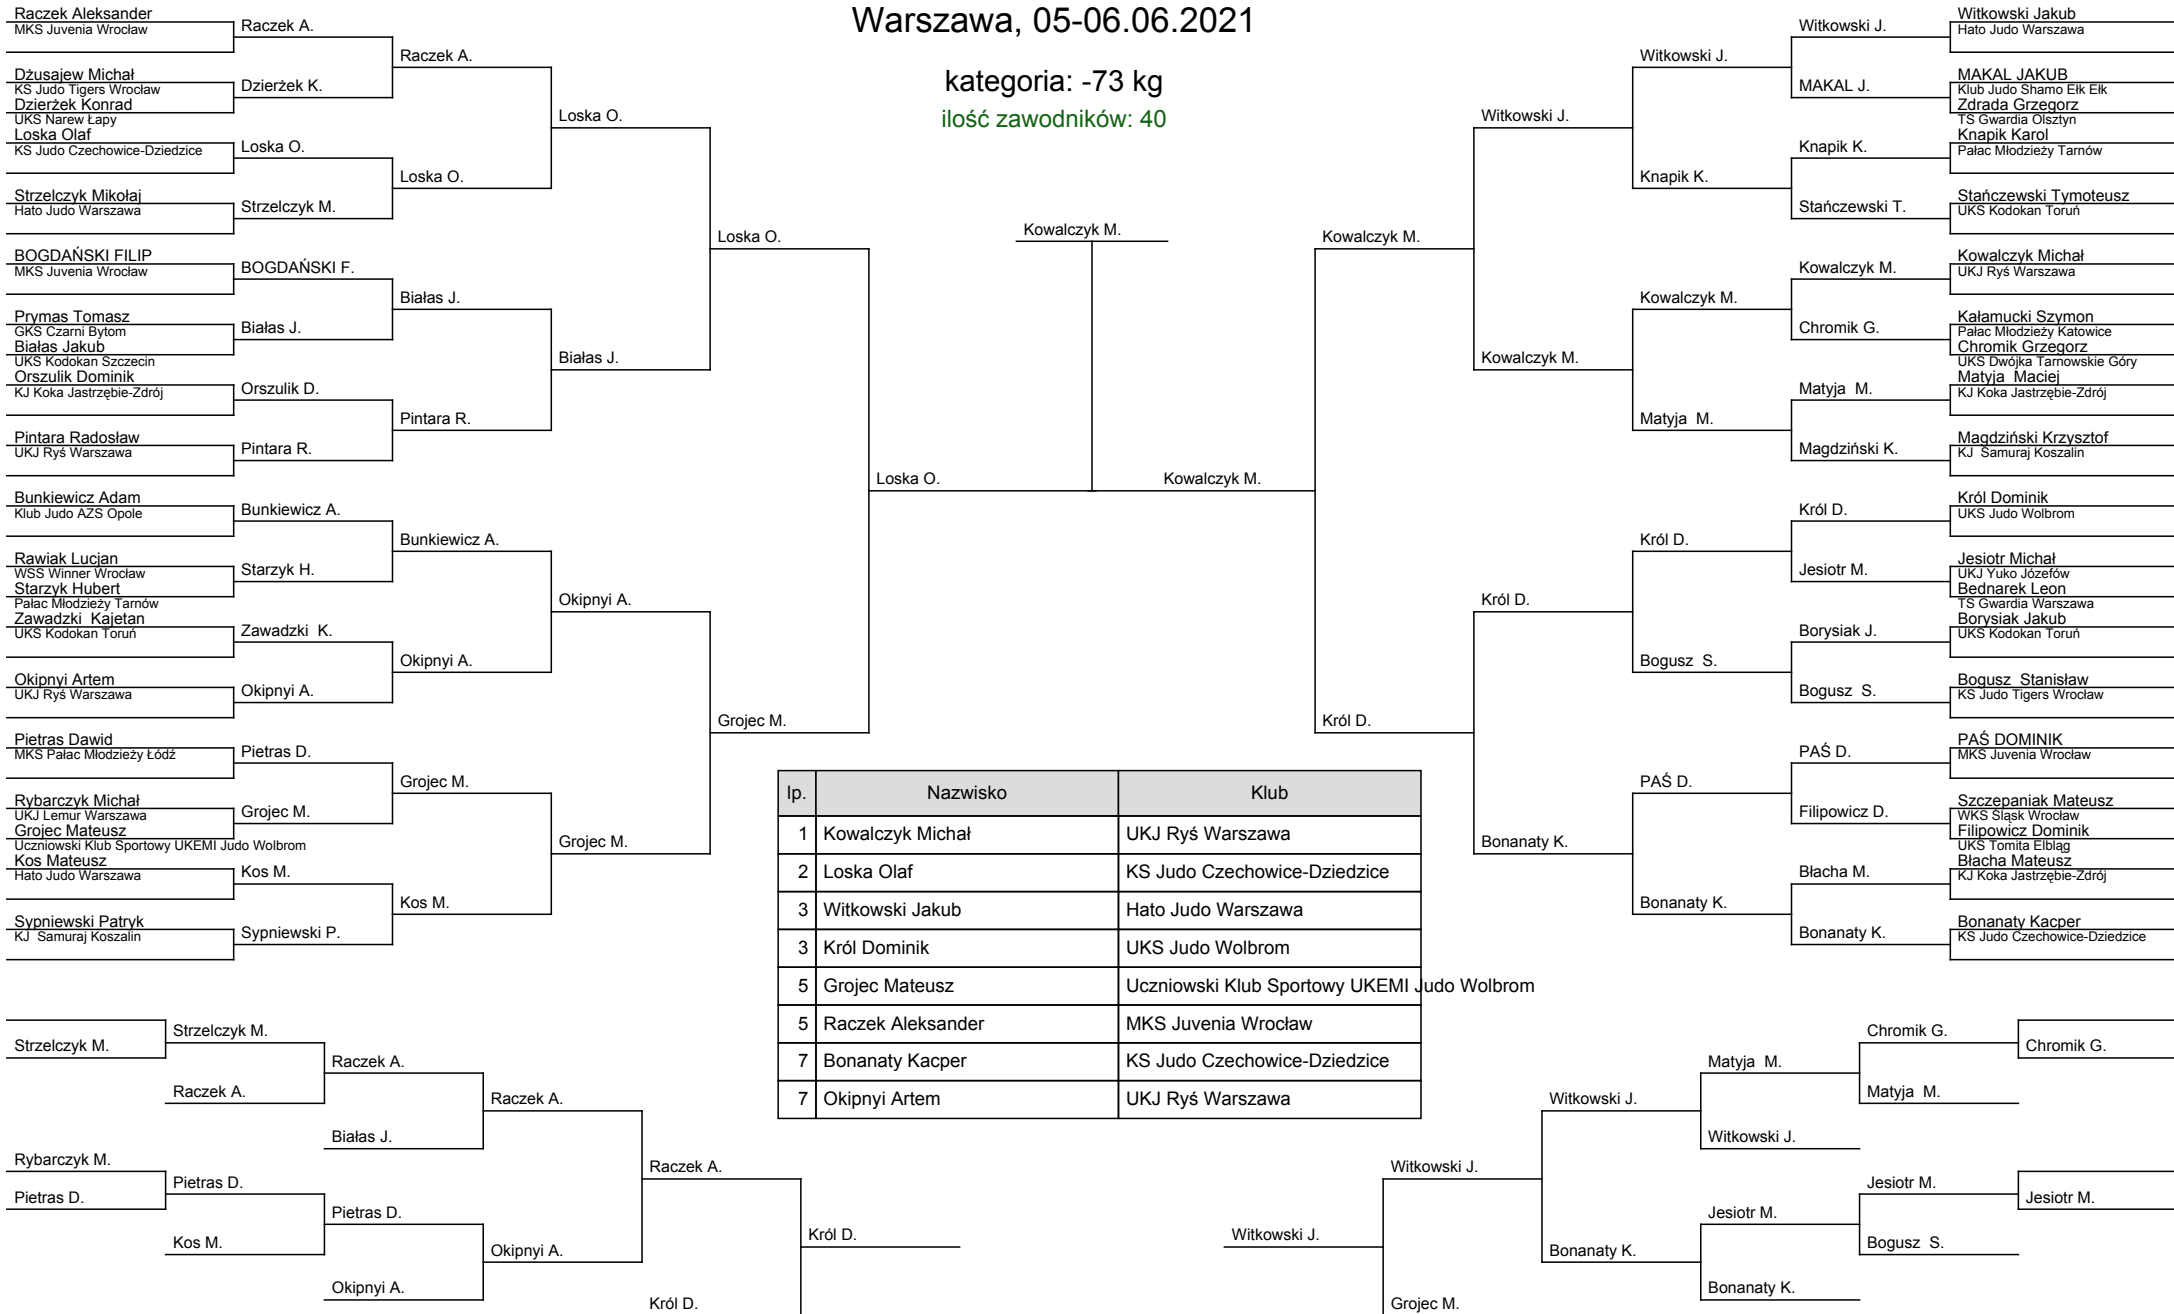 Warszawa, 05-06.06.2021
kategoria: -73 kg
ilość zawodników: 40
Raczek Aleksander
MKS Juvenia Wrocław
Dżusajew Michał
KS Judo Tigers Wrocław
Dzierżek Konrad
UKS Narew Łapy
Loska Olaf
KS Judo Czechowice-Dziedzice
Strzelczyk Mikołaj
Hato Judo Warszawa
BOGDAŃSKI FILIP
MKS Juvenia Wrocław
Prymas Tomasz
GKS Czarni Bytom
Białas Jakub
UKS Kodokan Szczecin
Orszulik Dominik
KJ Koka Jastrzębie-Zdrój
Pintara Radosław
UKJ Ryś Warszawa
Bunkiewicz Adam
Klub Judo AZS Opole
Rawiak Lucjan
WSS Winner Wrocław
Starzyk Hubert
Pałac Młodzieży Tarnów
Zawadzki Kajetan
UKS Kodokan Toruń
Okipnyi Artem
UKJ Ryś Warszawa
Pietras Dawid
MKS Pałac Młodzieży Łódź
Rybarczyk Michał
UKJ Lemur Warszawa
Grojec Mateusz
Uczniowski Klub Sportowy UKEMI Judo Wolbrom
Kos Mateusz
Hato Judo Warszawa
Sypniewski Patryk
KJ Samuraj Koszalin
Raczek A.
Dzierżek K.
Loska O.
Strzelczyk M.
BOGDAŃSKI F.
Białas J.
Orszulik D.
Pintara R.
Bunkiewicz A.
Starzyk H.
Zawadzki K.
Okipnyi A.
Pietras D.
Grojec M.
Kos M.
Sypniewski P.
Raczek A.
Loska O.
Białas J.
Pintara R.
Bunkiewicz A.
Okipnyi A.
Grojec M.
Kos M.
Loska O.
Białas J.
Okipnyi A.
Grojec M.
Loska O.
Grojec M.
Loska O.
Kowalczyk M.
Kowalczyk M.
Kowalczyk M.
Król D.
Witkowski J.
Kowalczyk M.
Król D.
Bonanaty K.
Witkowski J.
Knapik K.
Kowalczyk M.
Matyja M.
Król D.
Bogusz S.
PAŚ D.
Bonanaty K.
Witkowski J.
MAKAL J.
Knapik K.
Stańczewski T.
Kowalczyk M.
Chromik G.
Matyja M.
Magdziński K.
Król D.
Jesiotr M.
Borysiak J.
Bogusz S.
PAŚ D.
Filipowicz D.
Błacha M.
Bonanaty K.
Witkowski Jakub
Hato Judo Warszawa
MAKAL JAKUB
Klub Judo Shamo Ełk Ełk
Zdrada Grzegorz
TS Gwardia Olsztyn
Knapik Karol
Pałac Młodzieży Tarnów
Stańczewski Tymoteusz
UKS Kodokan Toruń
Kowalczyk Michał
UKJ Ryś Warszawa
Kałamucki Szymon
Pałac Młodzieży Katowice
Chromik Grzegorz
UKS Dwójka Tarnowskie Góry
Matyja Maciej
KJ Koka Jastrzębie-Zdrój
Magdziński Krzysztof
KJ Samuraj Koszalin
Król Dominik
UKS Judo Wolbrom
Jesiotr Michał
UKJ Yuko Józefów
Bednarek Leon
TS Gwardia Warszawa
Borysiak Jakub
UKS Kodokan Toruń
Bogusz Stanisław
KS Judo Tigers Wrocław
PAŚ DOMINIK
MKS Juvenia Wrocław
Szczepaniak Mateusz
WKS Śląsk Wrocław
Filipowicz Dominik
UKS Tomita Elbląg
Błacha Mateusz
KJ Koka Jastrzębie-Zdrój
Bonanaty Kacper
KS Judo Czechowice-Dziedzice
lp. Nazwisko Klub
1 Kowalczyk Michał UKJ Ryś Warszawa
2 Loska Olaf KS Judo Czechowice-Dziedzice
3 Witkowski Jakub Hato Judo Warszawa
3 Król Dominik UKS Judo Wolbrom
5 Grojec Mateusz Uczniowski Klub Sportowy UKEMI Judo Wolbrom
5 Raczek Aleksander MKS Juvenia Wrocław
7 Bonanaty Kacper KS Judo Czechowice-Dziedzice
7 Okipnyi Artem UKJ Ryś Warszawa
Strzelczyk M.
Rybarczyk M.
Pietras D.
Strzelczyk M.
Raczek A.
Pietras D.
Kos M.
Raczek A.
Białas J.
Pietras D.
Okipnyi A.
Raczek A.
Okipnyi A.
Raczek A.
Król D.
Król D.
Witkowski J.
Witkowski J.
Grojec M.
Witkowski J.
Bonanaty K.
Matyja M.
Witkowski J.
Jesiotr M.
Bonanaty K.
Chromik G.
Matyja M.
Jesiotr M.
Bogusz S.
Chromik G.
Jesiotr M.